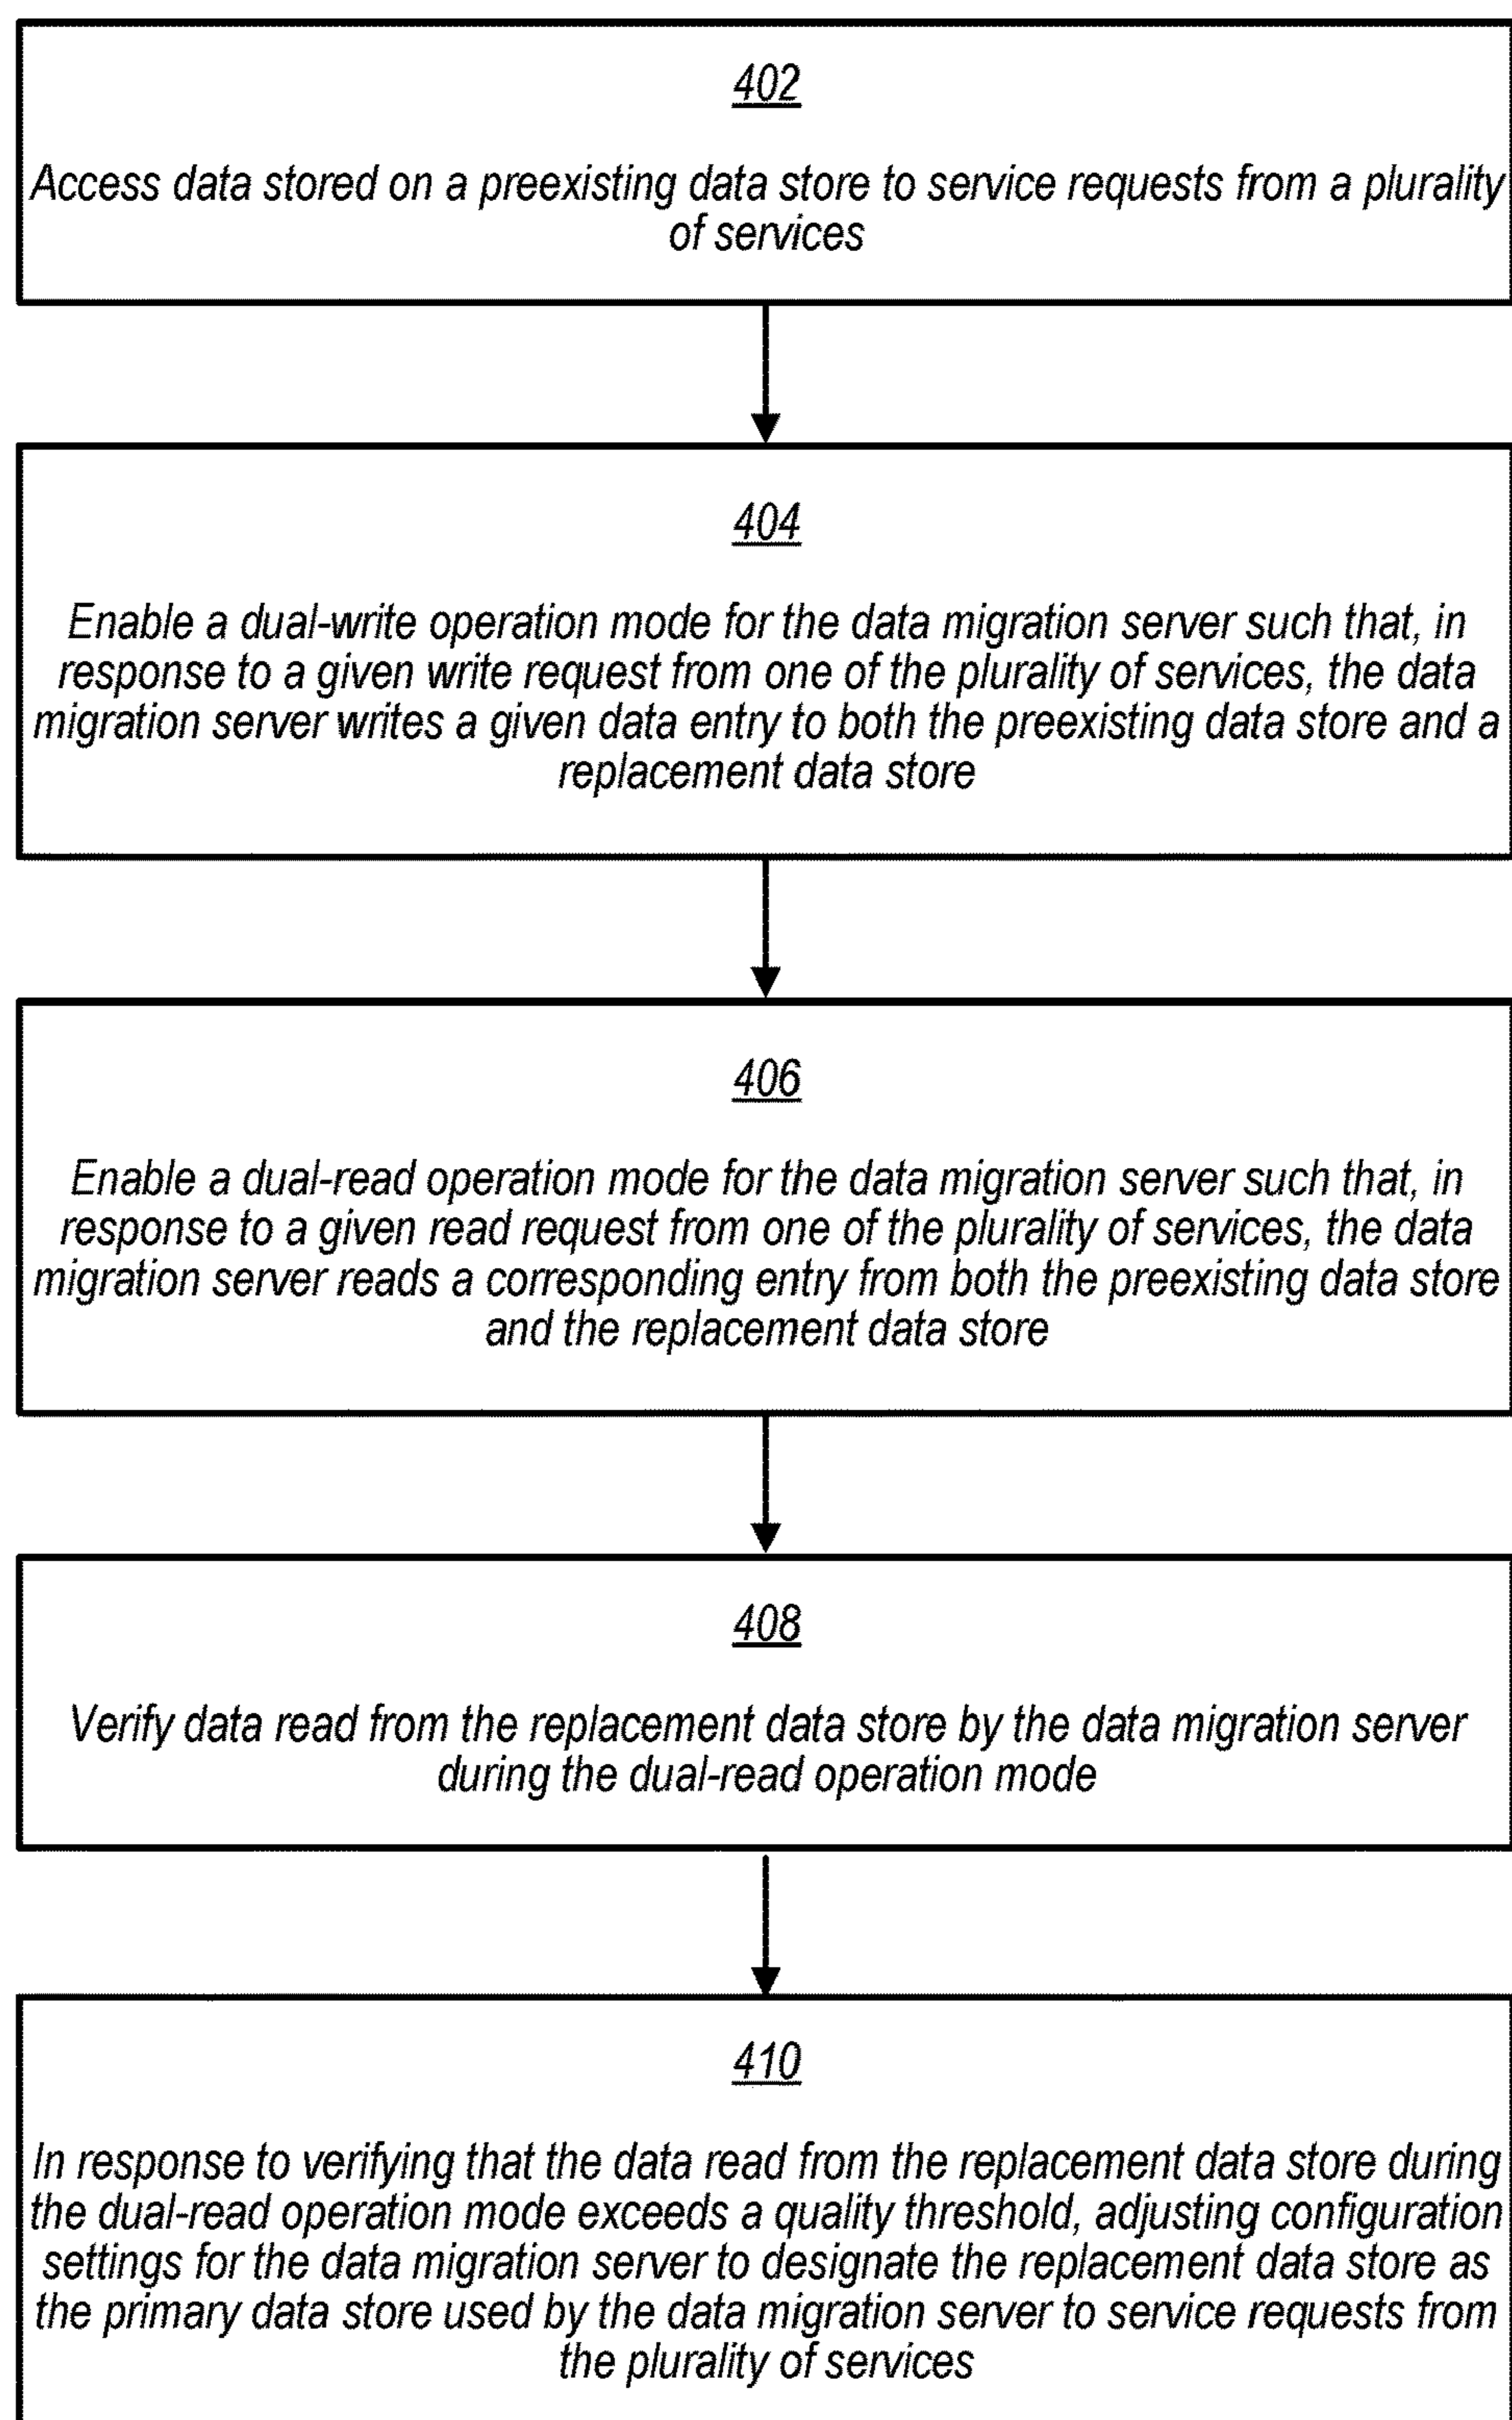 402
Access data stored on a preexisting data store to service requests from a plurality
of services
404
Enable a dual-write operation mode for the data migration server such that, in
response to a given write request from one of the plurality of services, the data
migration server writes a given data entry to both the preexisting data store and a
replacement data store
406
Enable a dual-read operation mode for the data migration server such that, in
response to a given read request from one of the plurality of services, the data
migration server reads a corresponding entry from both the preexisting data store
and the replacement data store
408
Verify data read from the replacement data store by the data migration server
during the dual-read operation mode
410
In response to verifying that the data read from the replacement data store during
the dual-read operation mode exceeds a quality threshold, adjusting configuration
settings for the data migration server to designate the replacement data store as
the primary data store used by the data migration server to service requests from
the plurality of services